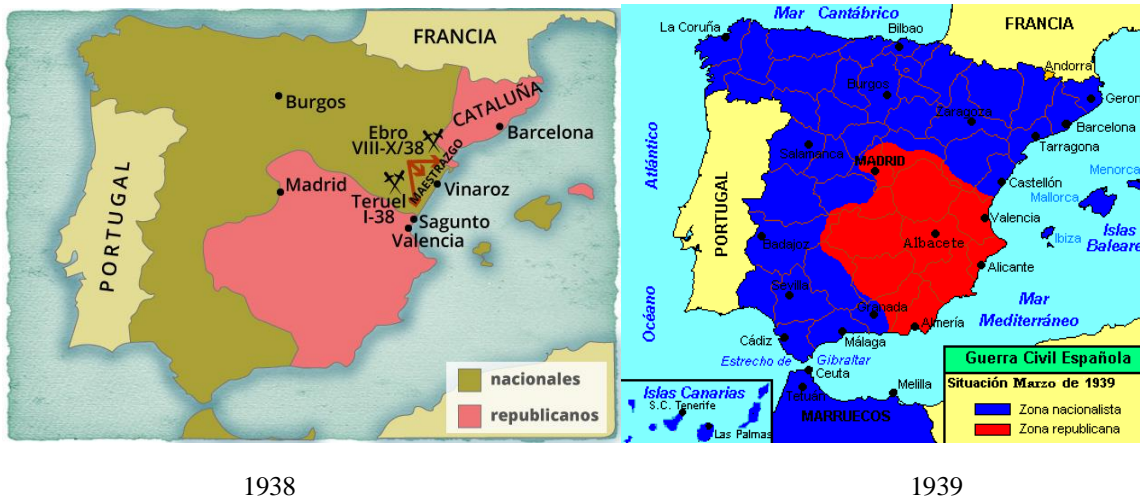 FRANCIA
CATALUÑA
Burgos
Barcelona
Ebro
VIII-X/38
MAESTRAZGO
Madrid
Vinaroz
Teruel
I-38
Sagunto
Valencia
PORTUGAL
nacionales
republicanos
Mar Cantábrico
La Coruña
Bilbao
FRANCIA
Andorra
Burgos
Geron
Zaragoza
Barcelona
Tarragona
Salamanca
MADRID
Castellón
Menorca
Mallorca
Atlántico
PORTUGAL
Valencia
Albacete
Ibiza
Islas
Baleare
Badajoz
Alicante
Sevilla
Océano
Granada
Mar
Mediterráneo
Almería
Cádiz
Málaga
Estrecho de Gibraltar
Ceuta
Melilla
Tetuán
MARRUECOS
Islas Canarias
S.C. Tenerife
Las Palmas
Guerra Civil Española
Situación Marzo de 1939
Zona nacionalista
Zona republicana
1938
1939